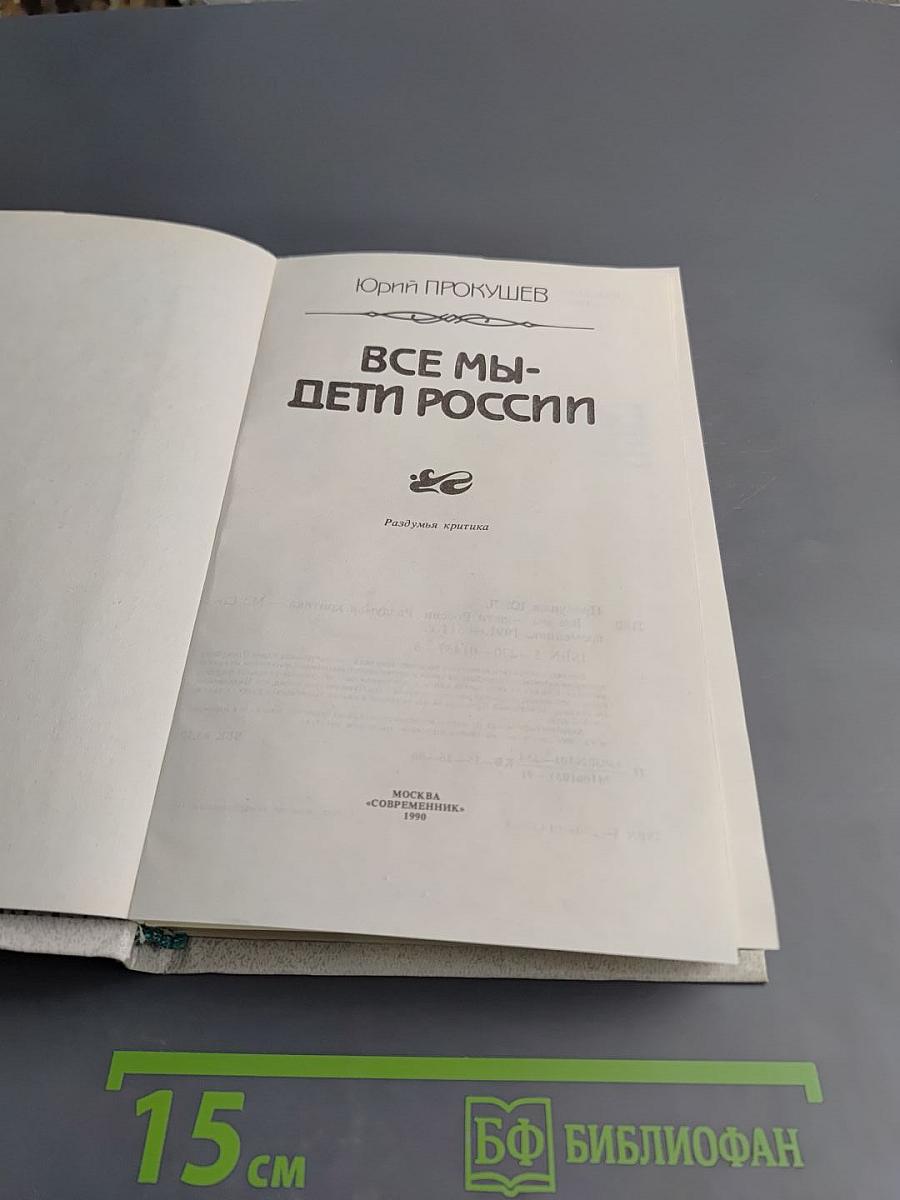 Юрий ПРОКУШЕВ
ВСЕ МЫ-
ДЕТИ РОССИИ
Раздумья критика
МОСКВА
«СОВРЕМЕННИК»
1990
15 см
БФ БИБЛИОФАН